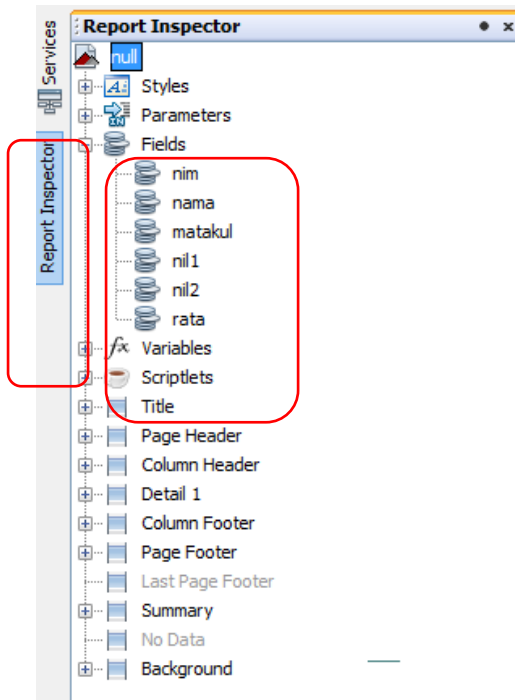 Services
Report Inspector
Report Inspector
null
Styles
Parameters
Fields
nim
nama
matakul
nil1
nil2
rata
Variables
Scriptlets
Title
Page Header
Column Header
Detail 1
Column Footer
Page Footer
Last Page Footer
Summary
No Data
Background